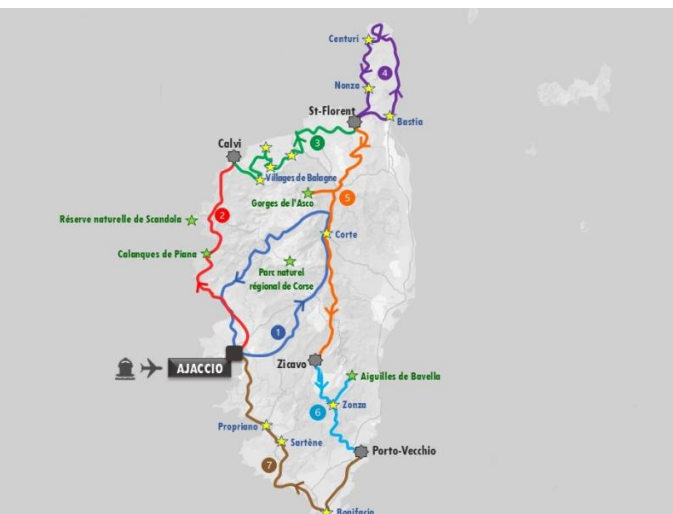 Centuri
4
Nonza
St-Florent
Bastia
Calvi
3
Villages de Balagne
Gorges de l'Asco
5
Réserve naturelle de Scandola
2
Corte
Calanques de Piana
Parc naturel
régional de Corse
1
AJACCIO
Zicavo
Aiguilles de Bavella
6
Zonza
Propriano
Sartène
Porto-Vecchio
7
Bonifacio